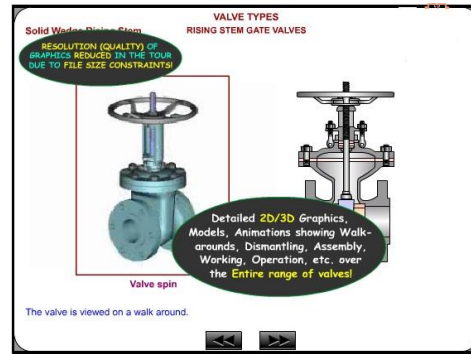 VALVE TYPES
Solid Wedge Rising Stem
RISING STEM GATE VALVES
RESOLUTION (QUALITY) OF
GRAPHICS REDUCED IN THE TOUR
DUE TO FILE SIZE CONSTRAINTS!
Detailed 2D/3D Graphics,
Models, Animations showing Walk-
arounds, Dismantling, Assembly,
Working, Operation, etc. over
the Entire range of valves!
Valve spin
The valve is viewed on a walk around.